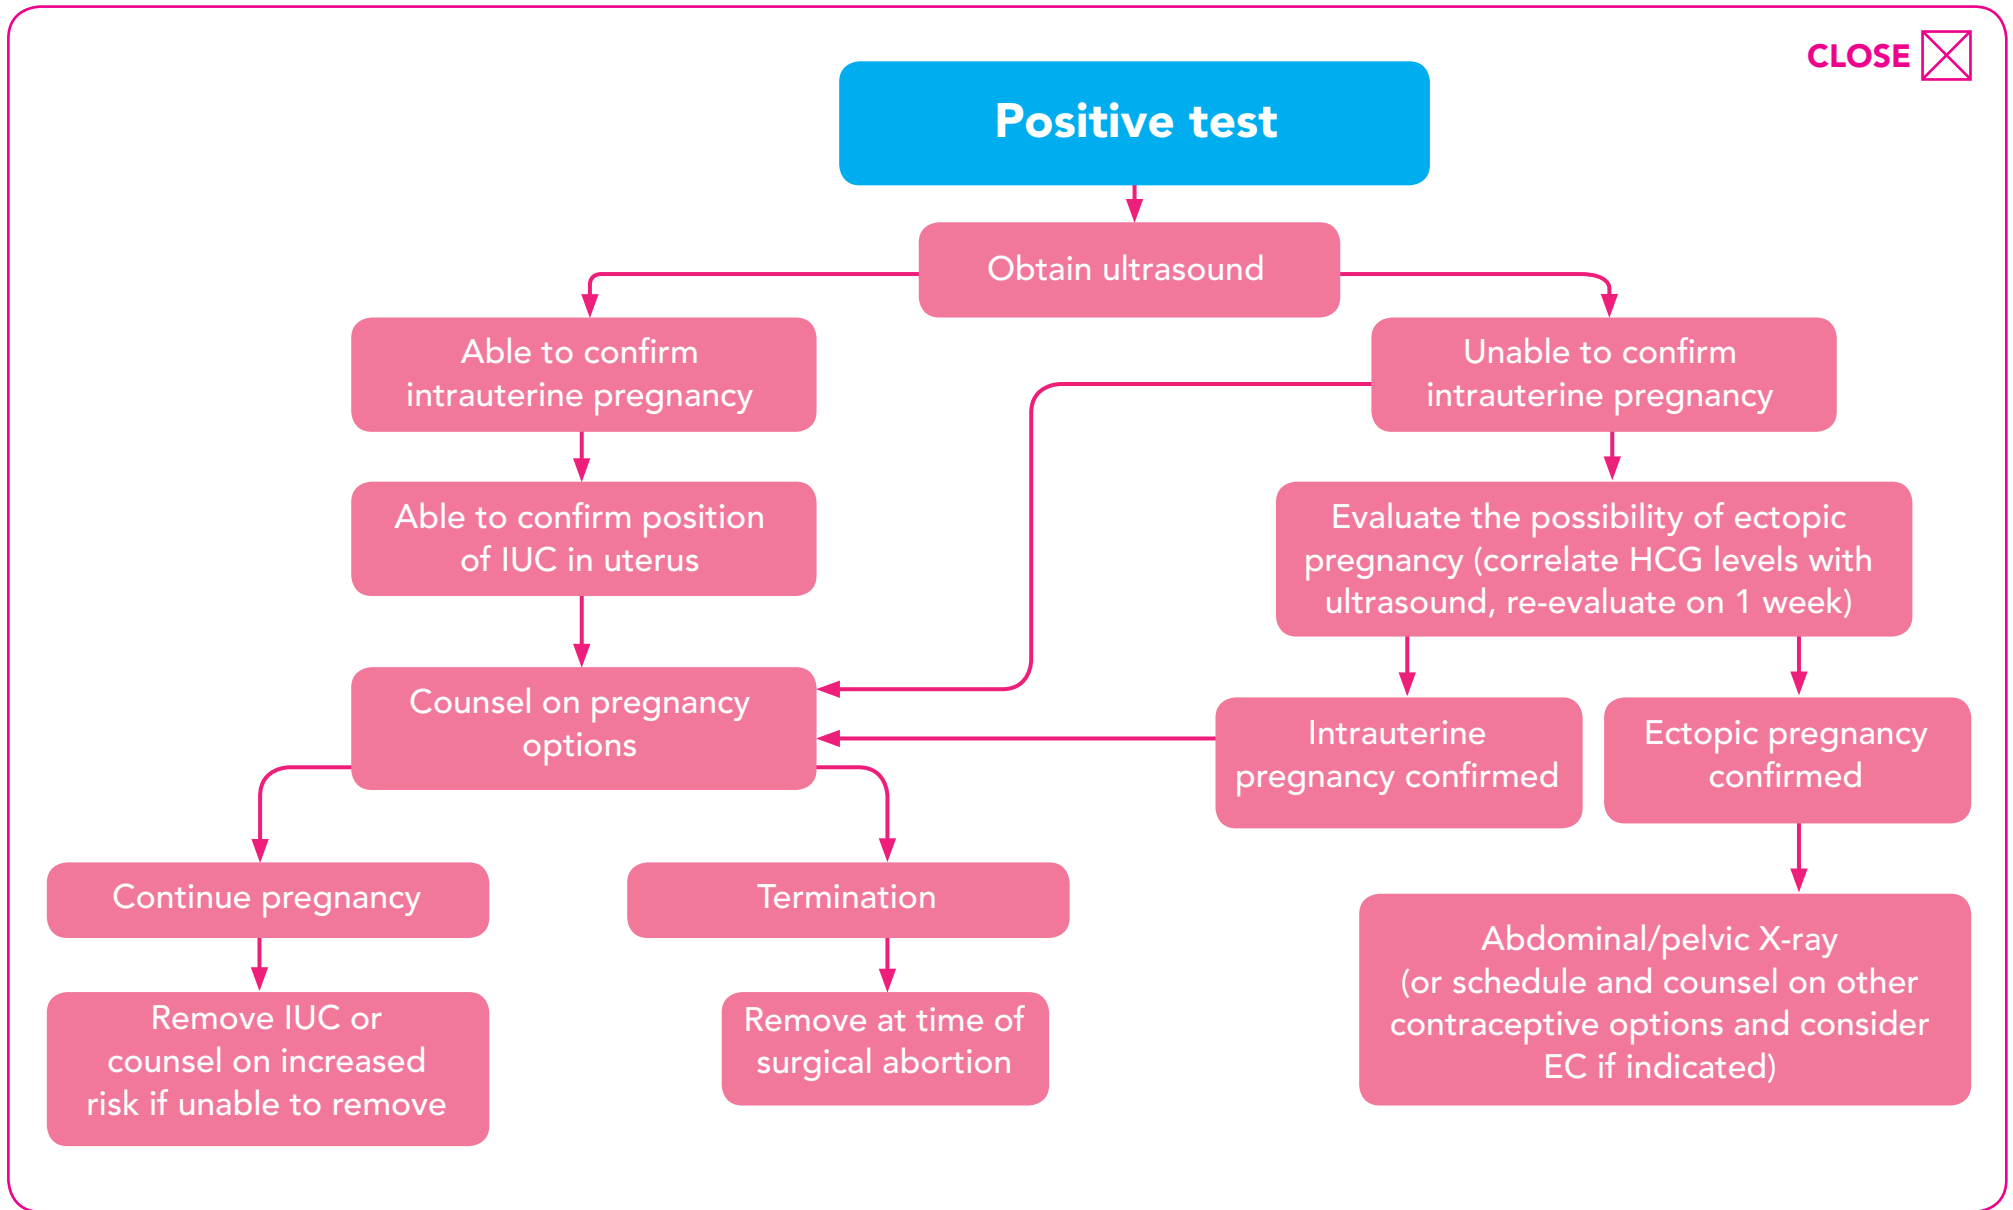 CLOSE
Positive test
Obtain ultrasound
Able to confirm
intrauterine pregnancy
Unable to confirm
intrauterine pregnancy
Able to confirm position
of IUC in uterus
Evaluate the possibility of ectopic
pregnancy (correlate HCG levels with
ultrasound, re-evaluate on 1 week)
Counsel on pregnancy
options
Intrauterine
pregnancy confirmed
Ectopic pregnancy
confirmed
Continue pregnancy
Termination
Remove IUC or
counsel on increased
risk if unable to remove
Remove at time of
surgical abortion
Abdominal/pelvic X-ray
(or schedule and counsel on other
contraceptive options and consider
EC if indicated)